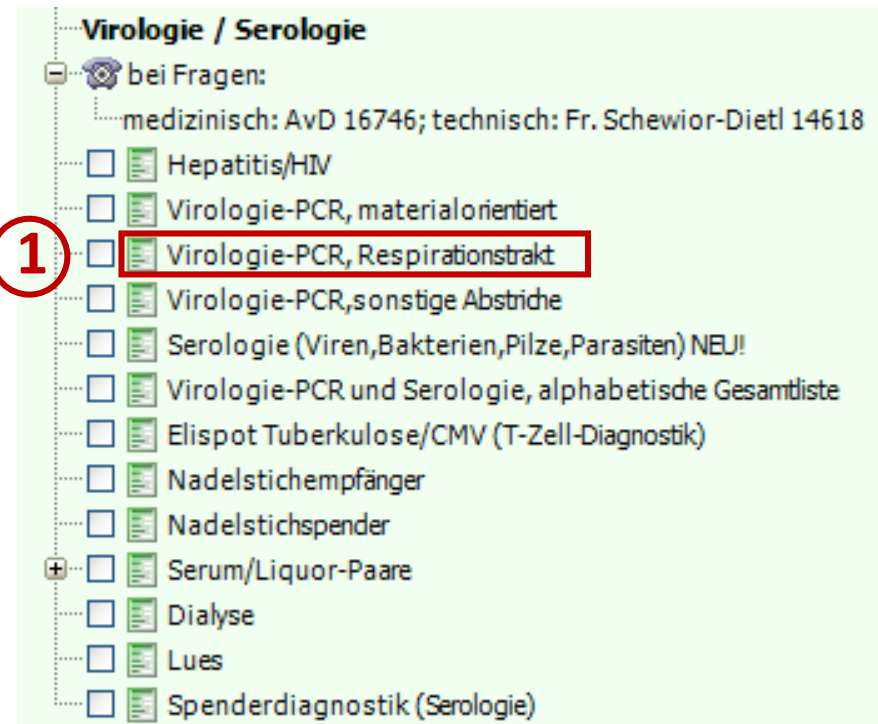 Virologie / Serologie
bei Fragen:
medizinisch: AvD 16746; technisch: Fr. Schewior-Dietl 14618
Hepatitis/HIV
Virologie-PCR, materialorientiert
1 Virologie-PCR, Respirationstrakt
Virologie-PCR,sonstige Abstriche
Serologie (Viren,Bakterien,Pilze,Parasiten) NEU!
Virologie-PCR und Serologie, alphabetische Gesamtliste
Elispot Tuberkulose/CMV (T-Zell-Diagnostik)
Nadelstichempfänger
Nadelstichspender
Serum/Liquor-Paare
Dialyse
Lues
Spenderdiagnostik (Serologie)